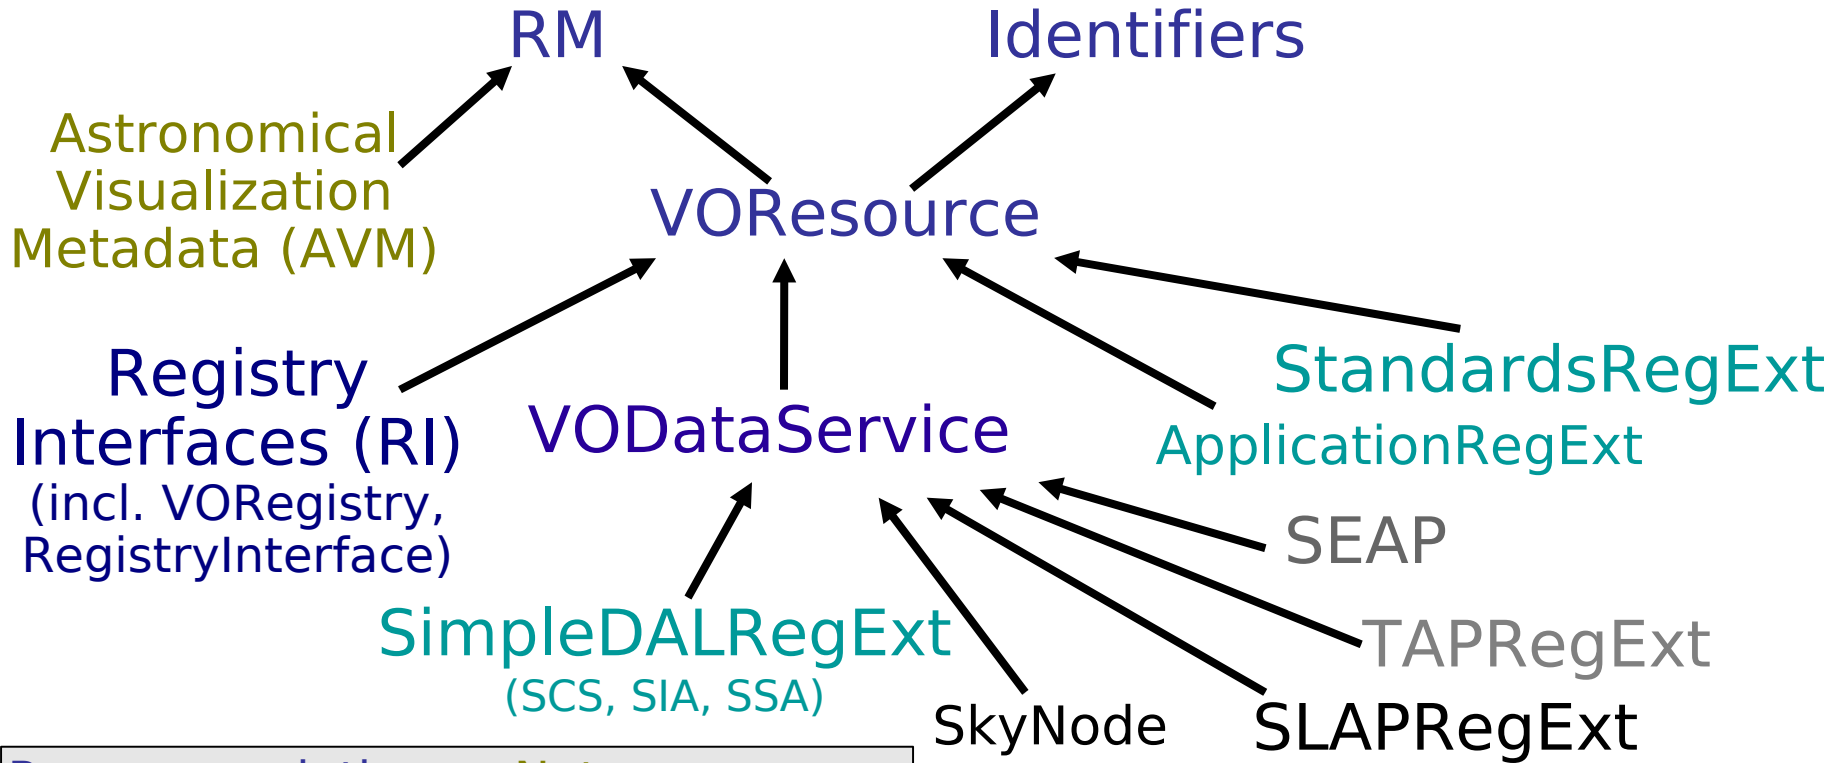 RM
Identifiers
Astronomical
Visualization
Metadata (AVM)
VOResource
Registry
Interfaces (RI)
(incl. VORegistry,
RegistryInterface)
VODataService
StandardsRegExt
ApplicationRegExt
SEAP
SimpleDALRegExt
(SCS, SIA, SSA)
TAPRegExt
SkyNode
SLAPRegExt